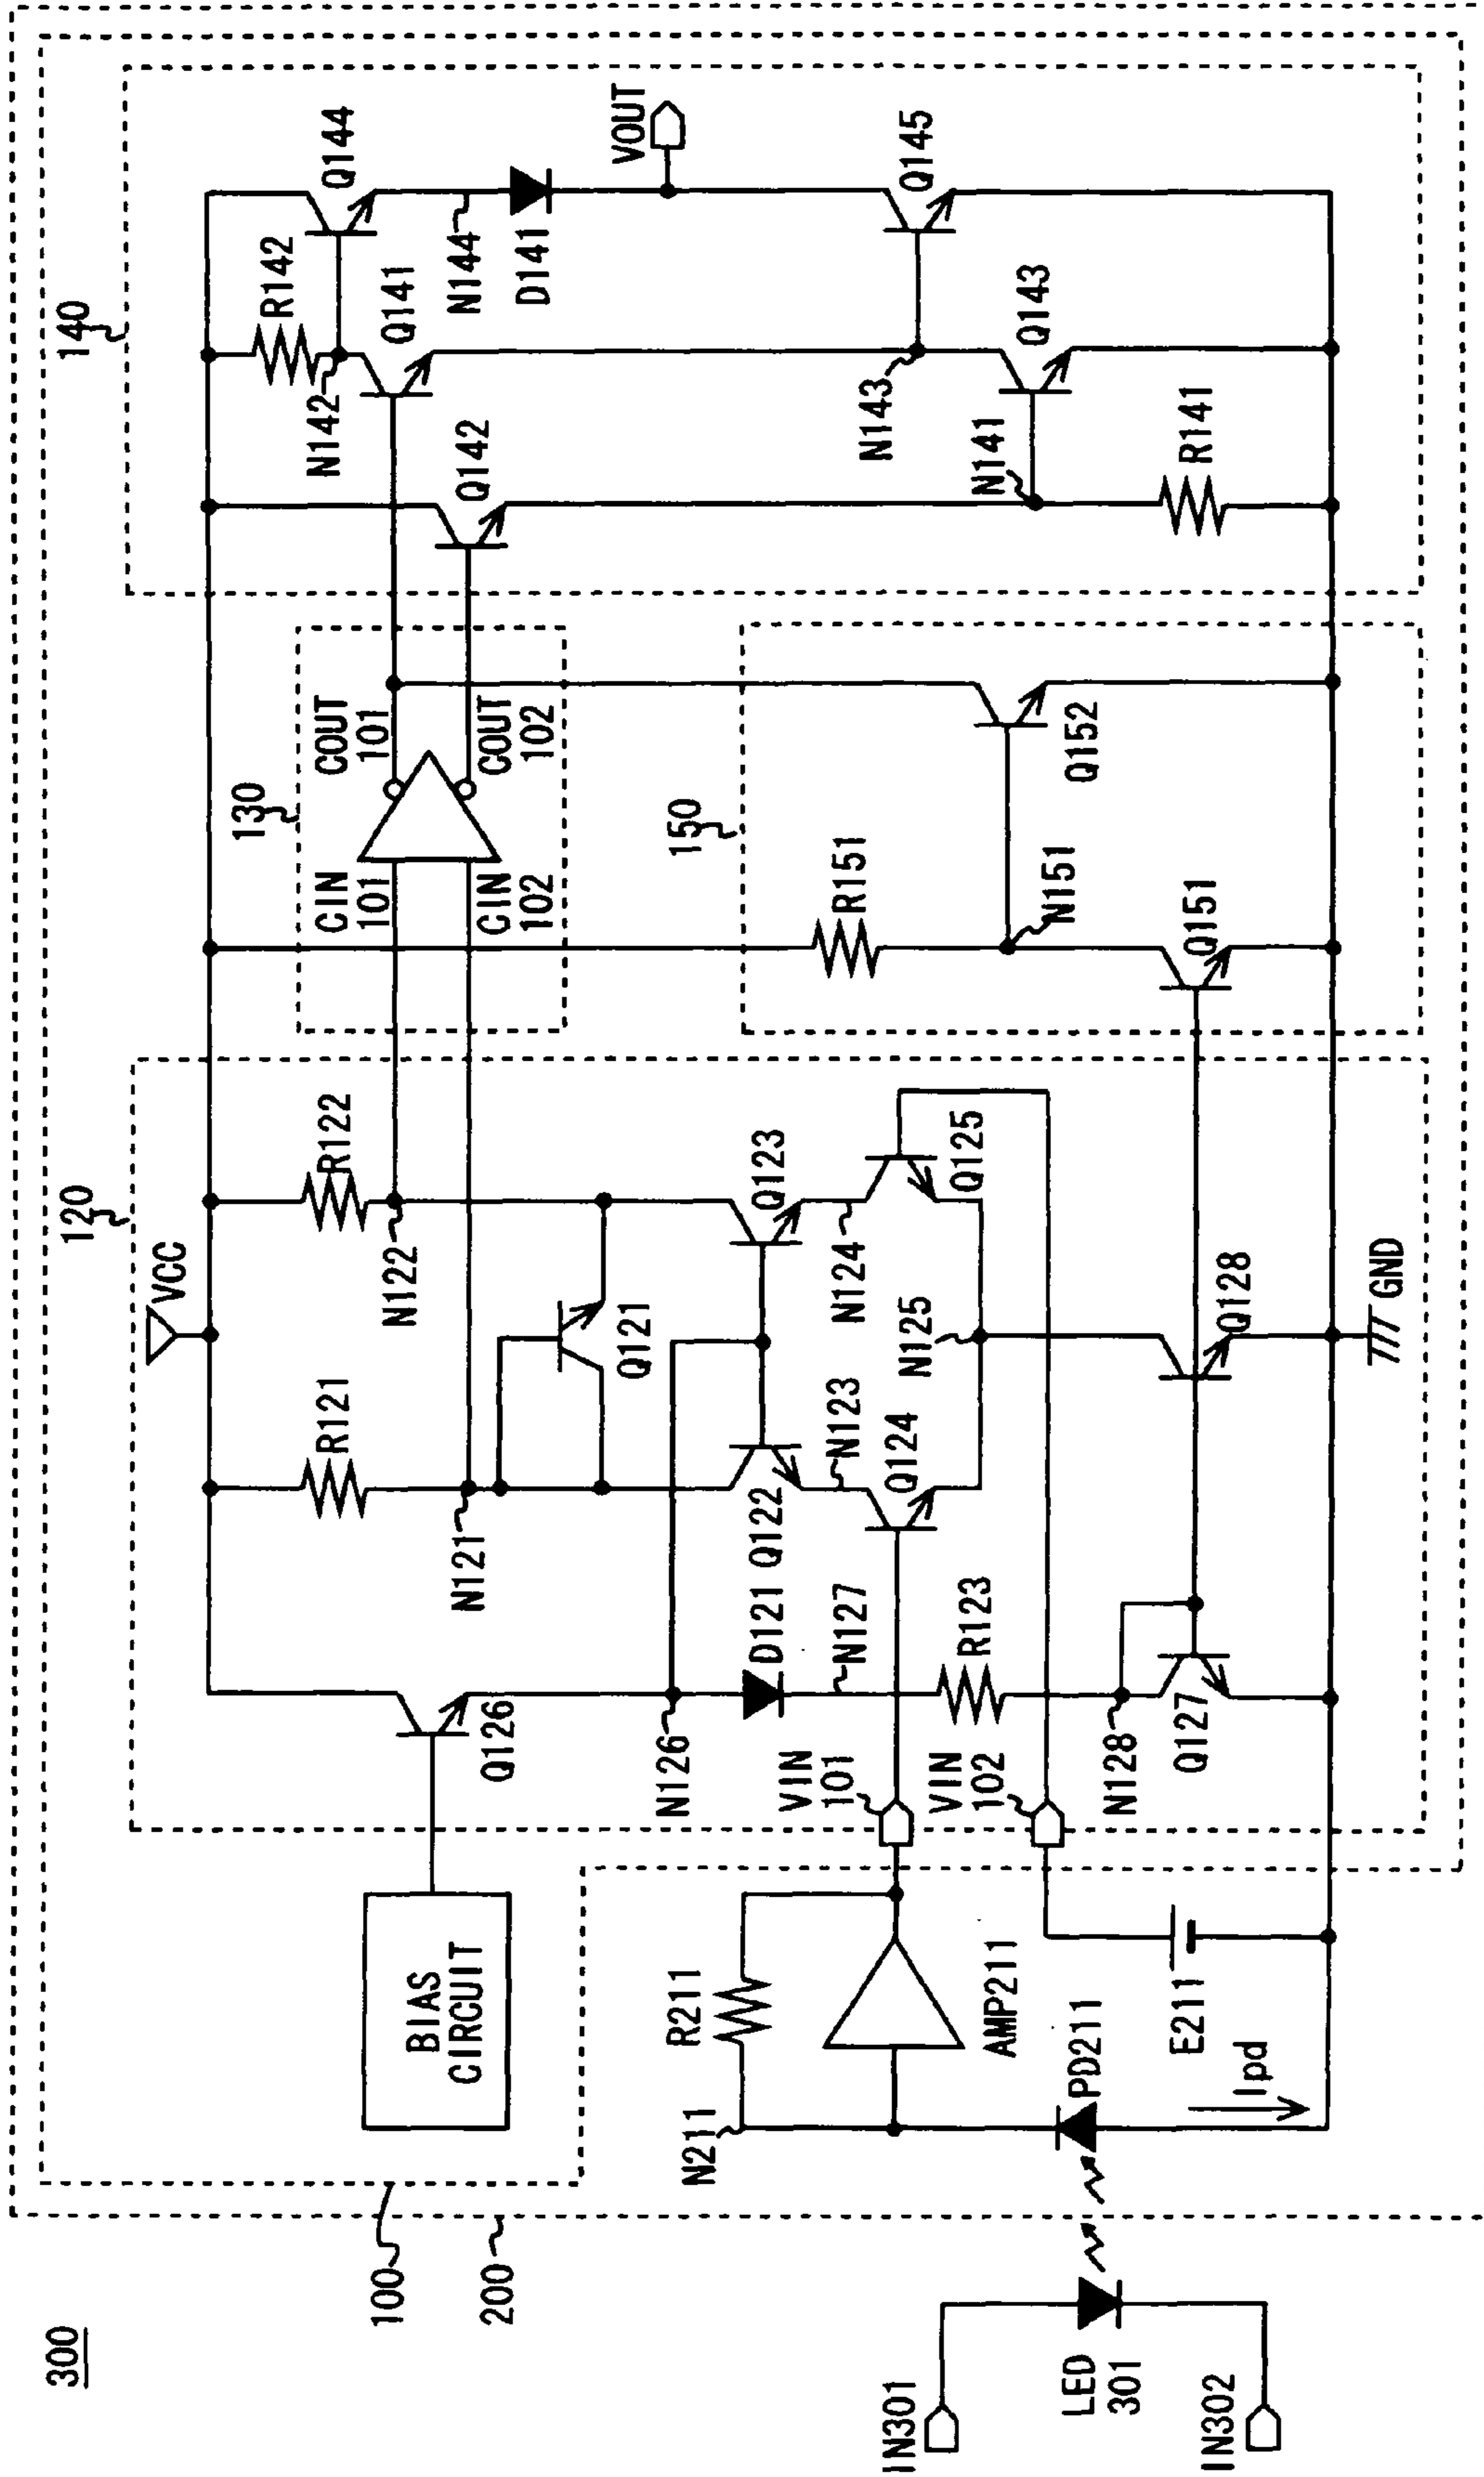 300
100
200
IN301
IN302
LED
301
BIAS
CIRCUIT
N211
R211
AMP211
PD211
Ipd
E211
VIN
101
VIN
102
120
VCC
Q126
N126
D121
N127
R123
N128
Q127
R121
N121
Q122
N123
Q124
Q121
R122
N122
Q123
N124
Q125
N125
Q128
GND
130
CIN
101
CIN
102
COUT
101
COUT
102
150
R151
N151
Q151
Q152
140
R142
N142
Q141
Q142
Q144
N144
D141
VOUT
Q145
N143
Q143
N141
R141